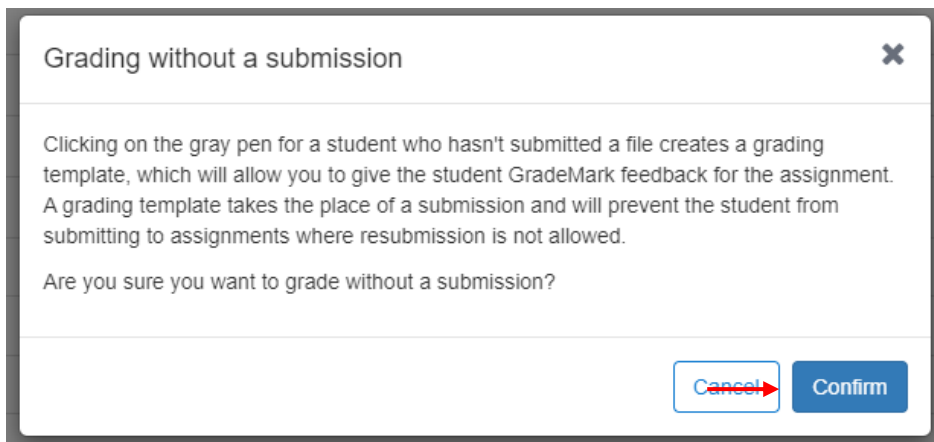 Grading without a submission
Clicking on the gray pen for a student who hasn't submitted a file creates a grading
template, which will allow you to give the student GradeMark feedback for the assignment.
A grading template takes the place of a submission and will prevent the student from
submitting to assignments where resubmission is not allowed.
Are you sure you want to grade without a submission?
Cancel
Confirm